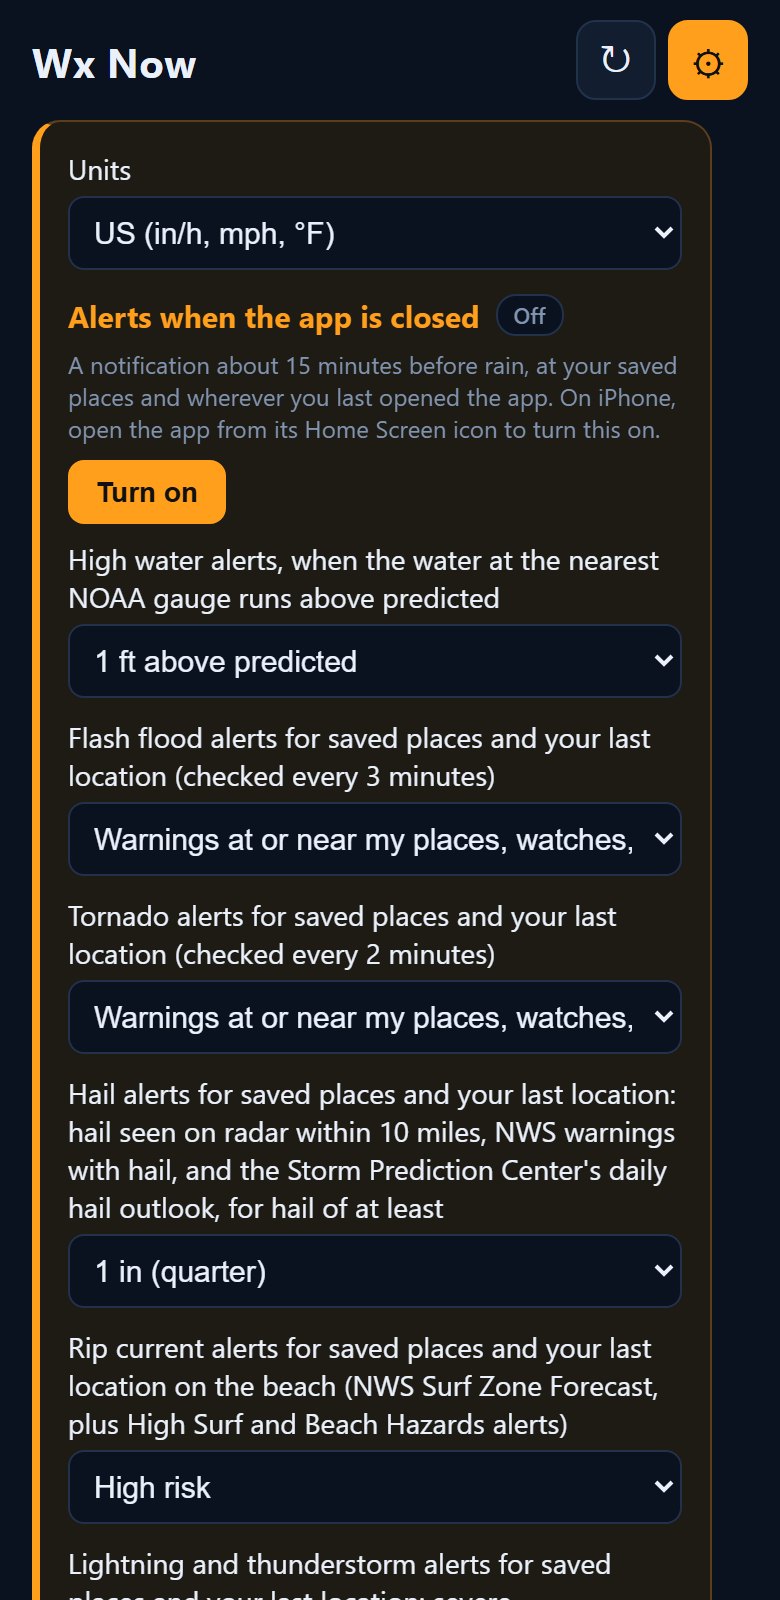 Wx Now
Units
US (in/h, mph, °F)
Alerts when the app is closed Off
A notification about 15 minutes before rain, at your saved
places and wherever you last opened the app. On iPhone,
open the app from its Home Screen icon to turn this on.
Turn on
High water alerts, when the water at the nearest
NOAA gauge runs above predicted
1 ft above predicted
Flash flood alerts for saved places and your last
location (checked every 3 minutes)
Warnings at or near my places, watches,
Tornado alerts for saved places and your last
location (checked every 2 minutes)
Warnings at or near my places, watches,
Hail alerts for saved places and your last location:
hail seen on radar within 10 miles, NWS warnings
with hail, and the Storm Prediction Center's daily
hail outlook, for hail of at least
1 in (quarter)
Rip current alerts for saved places and your last
location on the beach (NWS Surf Zone Forecast,
plus High Surf and Beach Hazards alerts)
High risk
Lightning and thunderstorm alerts for saved
places and your last location: severe